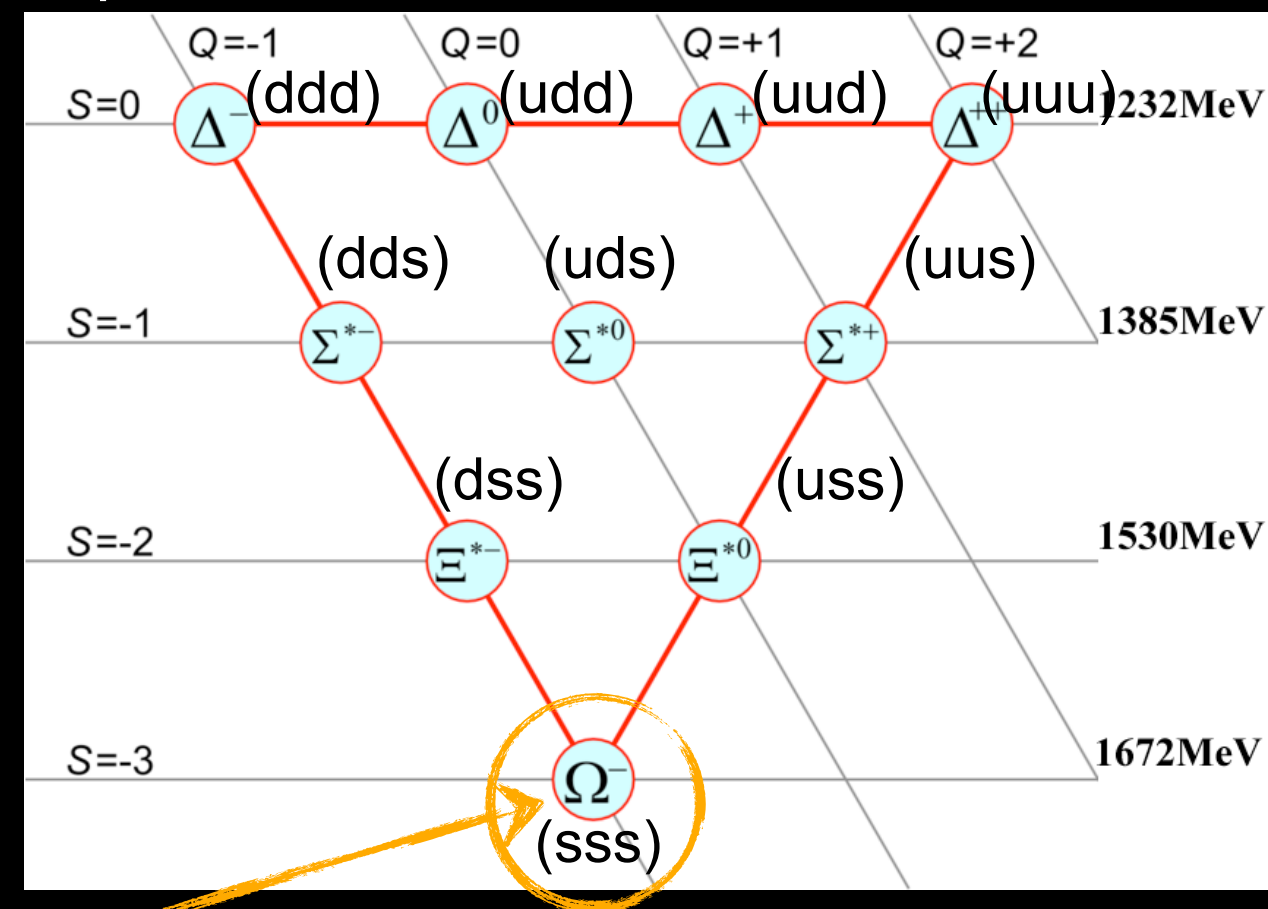 Q=-1 Q=0 Q=+1 Q=+2
S=0 (ddd) (udd) (uud) (uuu) 1232MeV
Δ⁻ Δ⁰ Δ⁺ Δ⁺⁺
(dds) (uds) (uus)
S=-1 1385MeV
Σ*⁻ Σ*⁰ Σ*⁺
(dss) (uss)
S=-2 1530MeV
Ξ*⁻ Ξ*⁰
S=-3 1672MeV
Ω⁻
(sss)